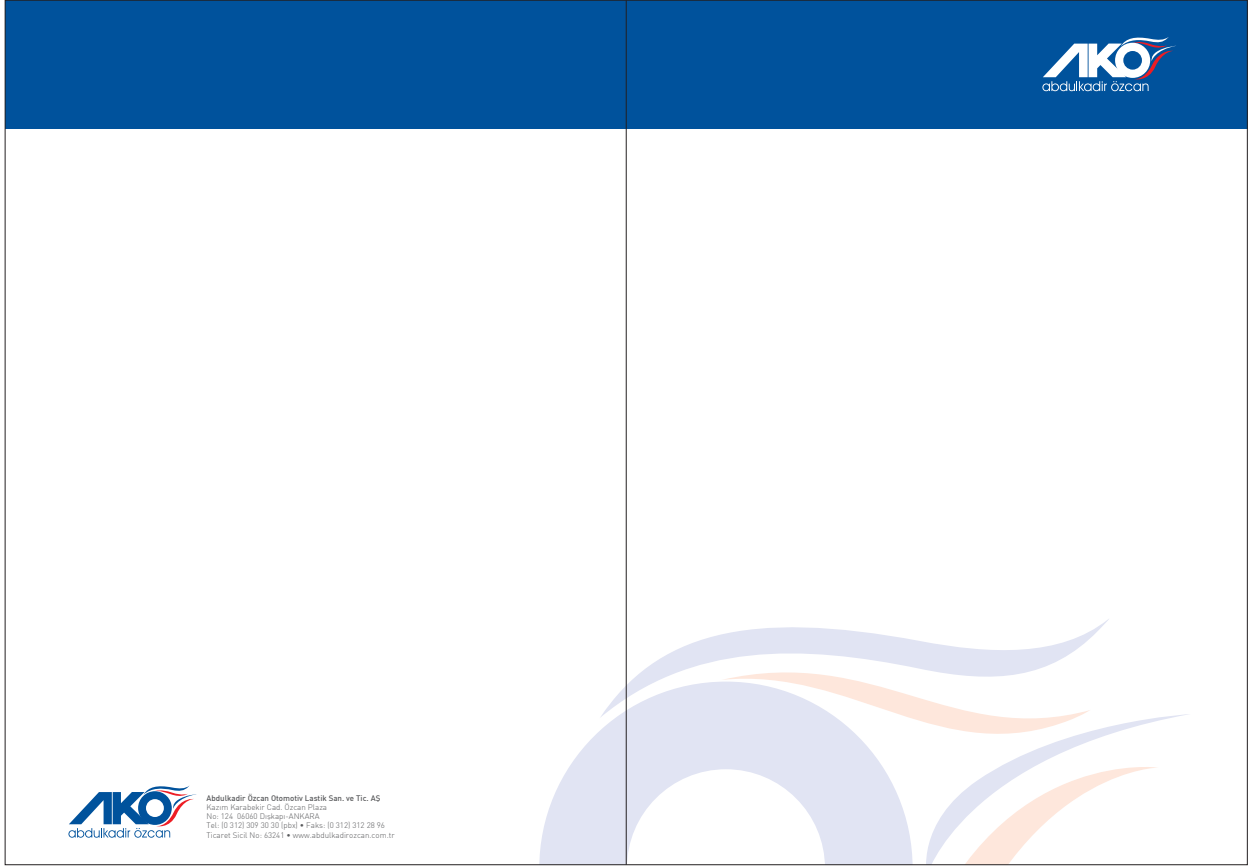 AKO
abdulkadir özcan
AKO
abdulkadir özcan
Abdulkadir Özcan Otomotiv Lastik San. ve Tic. AŞ
Kazım Karabekir Cad. Özcan Plaza
No: 124 06060 Dışkapı-ANKARA
Tel: (0 312) 309 30 30 (pbx) • Faks: (0 312) 312 28 96
Ticaret Sicil No: 63241 • www.abdulkadirozcan.com.tr